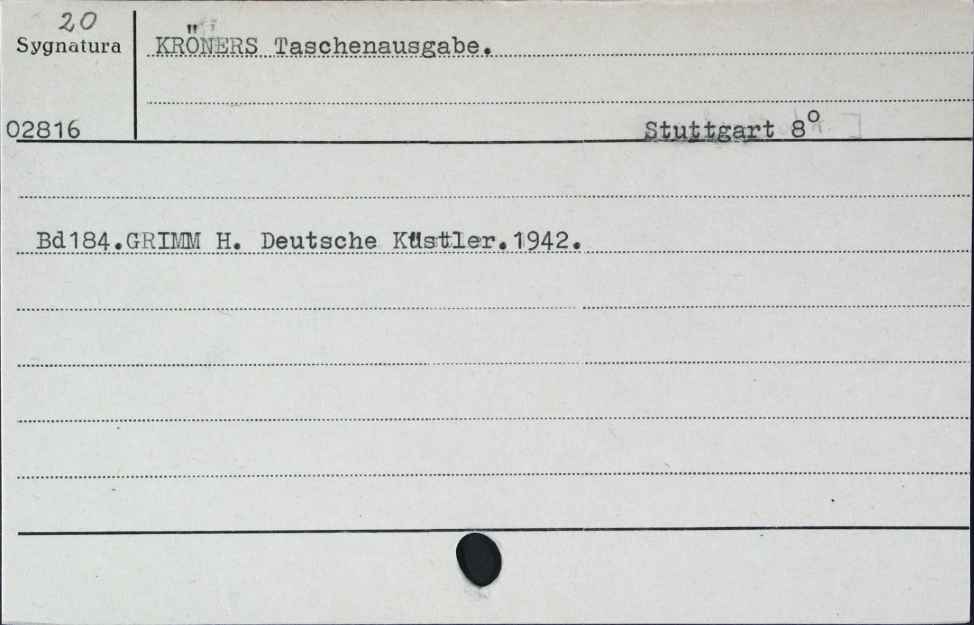 20
Sygnatura
KRÖNERS Taschenausgabe.
02816
Stuttgart 8°
Bd184.GRIMM H. Deutsche Küstler.1942.